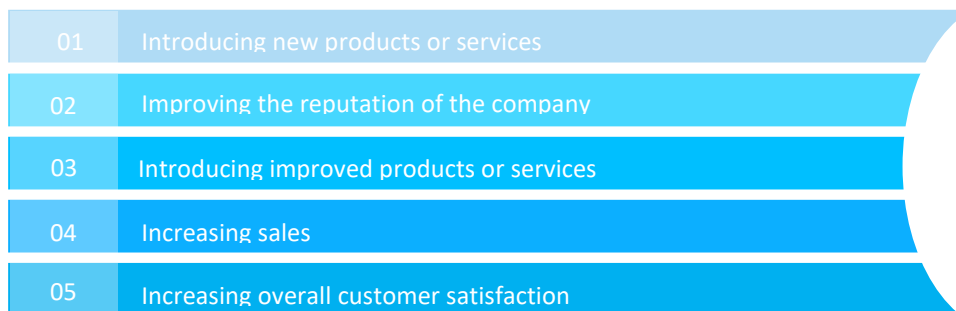 01 Introducing new products or services
02 Improving the reputation of the company
03 Introducing improved products or services
04 Increasing sales
05 Increasing overall customer satisfaction